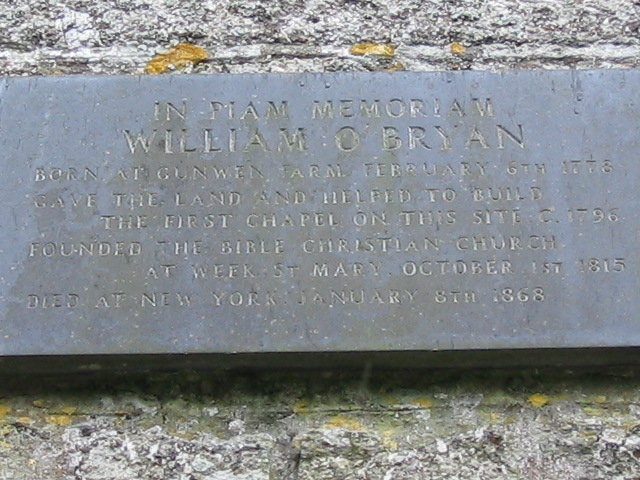 IN PIAM MEMORIAM
WILLIAM O'BRYAN
BORN AT GUNWEN FARM FEBRUARY 6TH 1778
GAVE THE LAND AND HELPED TO BUILD
THE FIRST CHAPEL ON THIS SITE C. 1796
FOUNDED THE BIBLE CHRISTIAN CHURCH
AT WEEK ST MARY OCTOBER 1ST 1815
DIED AT NEW YORK JANUARY 8TH 1868